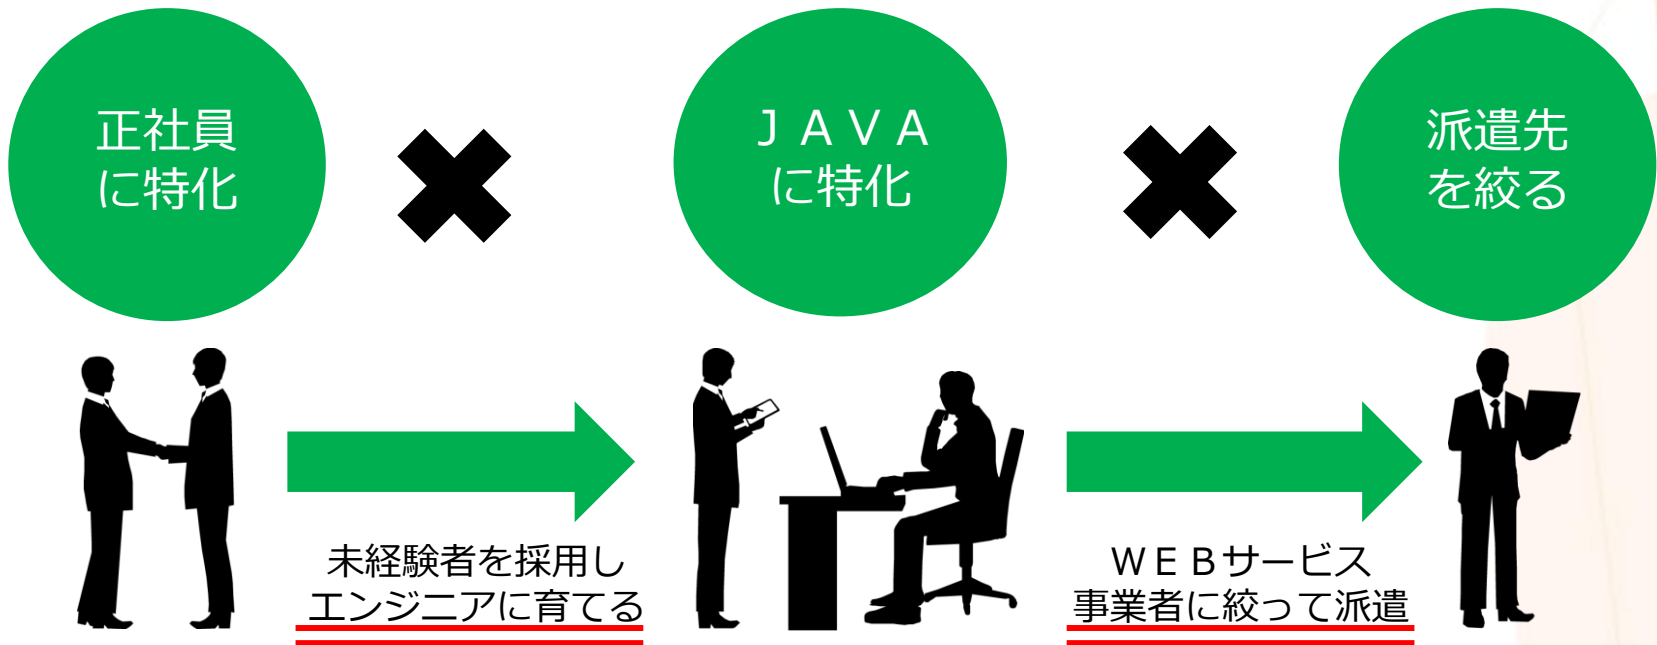 正社員
に特化
ＪＡＶＡ
に特化
派遣先
を絞る
未経験者を採用し
エンジニアに育てる
ＷＥＢサービス
事業者に絞って派遣